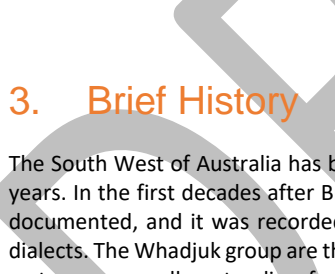 3. Brief History
The South West of Australia has b
years. In the first decades after B
documented, and it was recorded
dialects. The Whadjuk group are th